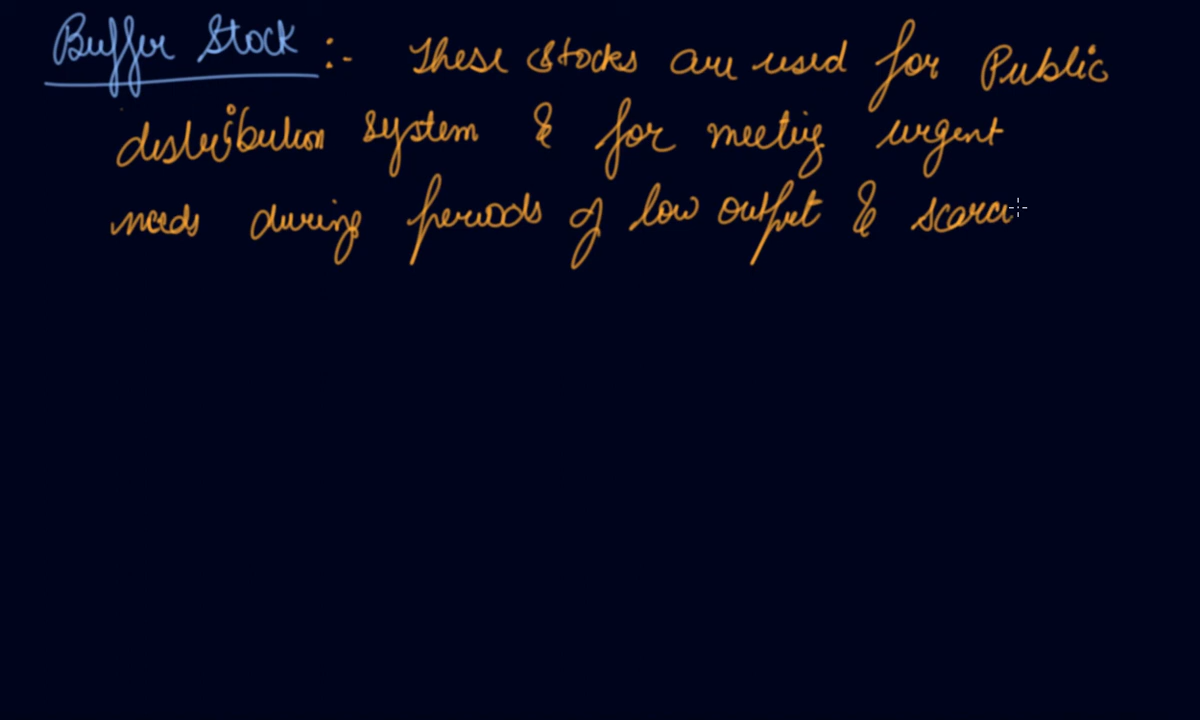 Buffer Stock :- These Stocks are used for Public
distribution system & for meeting urgent
needs during periods of low output & scarci